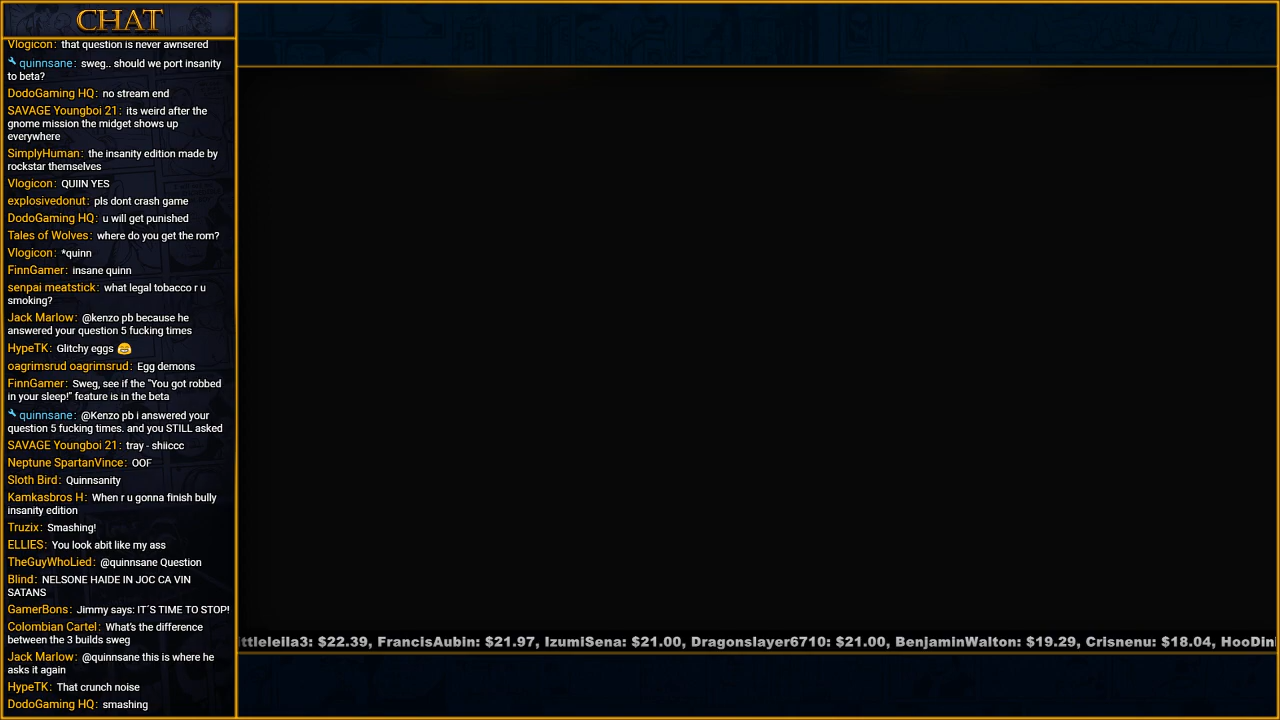 CHAT
Vlogicon: that question is never awnsered
quinnsane: sweg.. should we port insanity
to beta?
DodoGaming HQ: no stream end
SAVAGE Youngboi 21: its weird after the
gnome mission the midget shows up
everywhere
SimplyHuman: the insanity edition made by
rockstar themselves
Vlogicon: QUIIN YES
explosivedonut: pls dont crash game
DodoGaming HQ: u will get punished
Tales of Wolves: where do you get the rom?
Vlogicon: *quinn
FinnGamer: insane quinn
senpai meatstick: what legal tobacco r u
smoking?
Jack Marlow: @kenzo pb because he
answered your question 5 fucking times
HypeTK: Glitchy eggs 😂
oagrimsrud oagrimsrud: Egg demons
FinnGamer: Sweg, see if the "You got robbed
in your sleep!" feature is in the beta
quinnsane: @Kenzo pb i answered your
question 5 fucking times. and you STILL asked
SAVAGE Youngboi 21: tray - shiiccc
Neptune SpartanVince: OOF
Sloth Bird: Quinnsanity
Kamkasbros H: When r u gonna finish bully
insanity edition
Truzix: Smashing!
ELLIES: You look abit like my ass
TheGuyWhoLied: @quinnsane Question
Blind: NELSONE HAIDE IN JOC CA VIN
SATANS
GamerBons: Jimmy says: IT´S TIME TO STOP!
Colombian Cartel: What's the difference
between the 3 builds sweg
Jack Marlow: @quinnsane this is where he
asks it again
HypeTK: That crunch noise
DodoGaming HQ: smashing
ittleleila3: $22.39, FrancisAubin: $21.97, IzumiSena: $21.00, Dragonslayer6710: $21.00, BenjaminWalton: $19.29, Crisnenu: $18.04, HooDin